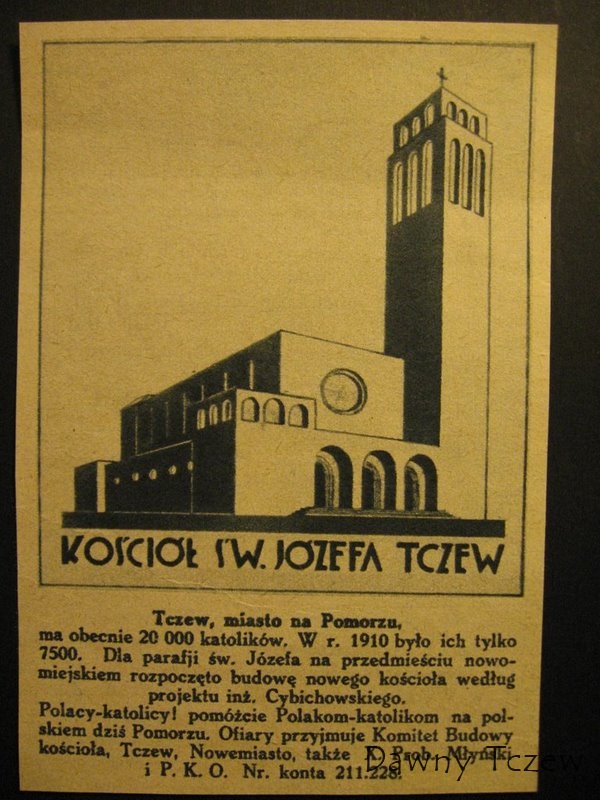 KOŚCIÓŁ ŚW. JÓZEFA TCZEW
Tczew, miasto na Pomorzu,
ma obecnie 20 000 katolików. W r. 1910 było ich tylko
7500. Dla parafji św. Józefa na przedmieściu nowo-
miejskiem rozpoczęto budowę nowego kościoła według
projektu inż. Cybichowskiego.
Polacy-katolicy! pomóżcie Polakom-katolikom na pol-
skiem dziś Pomorzu. Ofiary przyjmuje Komitet Budowy
kościoła, Tczew, Nowemiasto, także X. Prob. Młyński
i P. K. O. Nr. konta 211.228.
Dawny Tczew